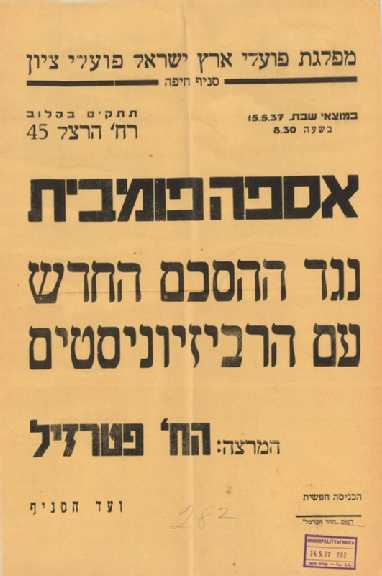 מפלגת פועלי ארץ ישראל פועלי ציון
סניף חיפה
במוצאי שבת, 15.5.37
בשעה 8.30
תתקים בקלוב
רח' הרצל 45
אספה פומבית
נגד ההסכם החדש
עם הרביזיוניסטים
המרצה: הח' פטרזיל
הכניסה חפשית
ועד הסניף
282